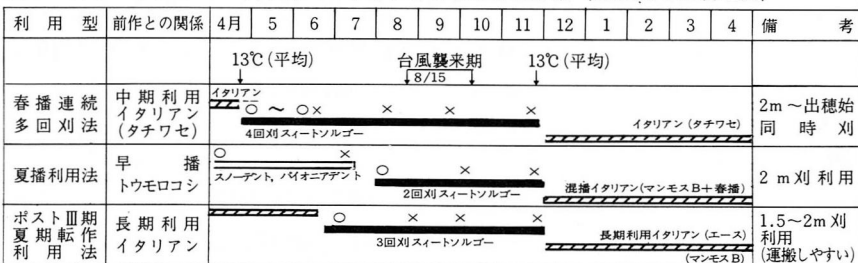 利用型 前作との関係 4月 5 6 7 8 9 10 11 12 1 2 3 4 備考
13℃(平均) 台風襲来期 13℃(平均)
8/15
春播連続多回刈法 中期利用イタリアン(タチワセ) イタリアン ○ ~ ○× × × × 2m~出穂始同時刈
4回刈スィートソルゴー イタリアン(タチワセ)
夏播利用法 早播トウモロコシ ○ × ○ × × 2m刈利用
スノーデント, パイオニアデント 2回刈スィートソルゴー 混播イタリアン(マンモスB+春播)
ポストⅢ期夏期転作利用法 長期利用イタリアン ○ × × × 1.5~2m刈利用(運搬しやすい)
3回刈スィートソルゴー 長期利用イタリアン(エース)
(マンモスB)